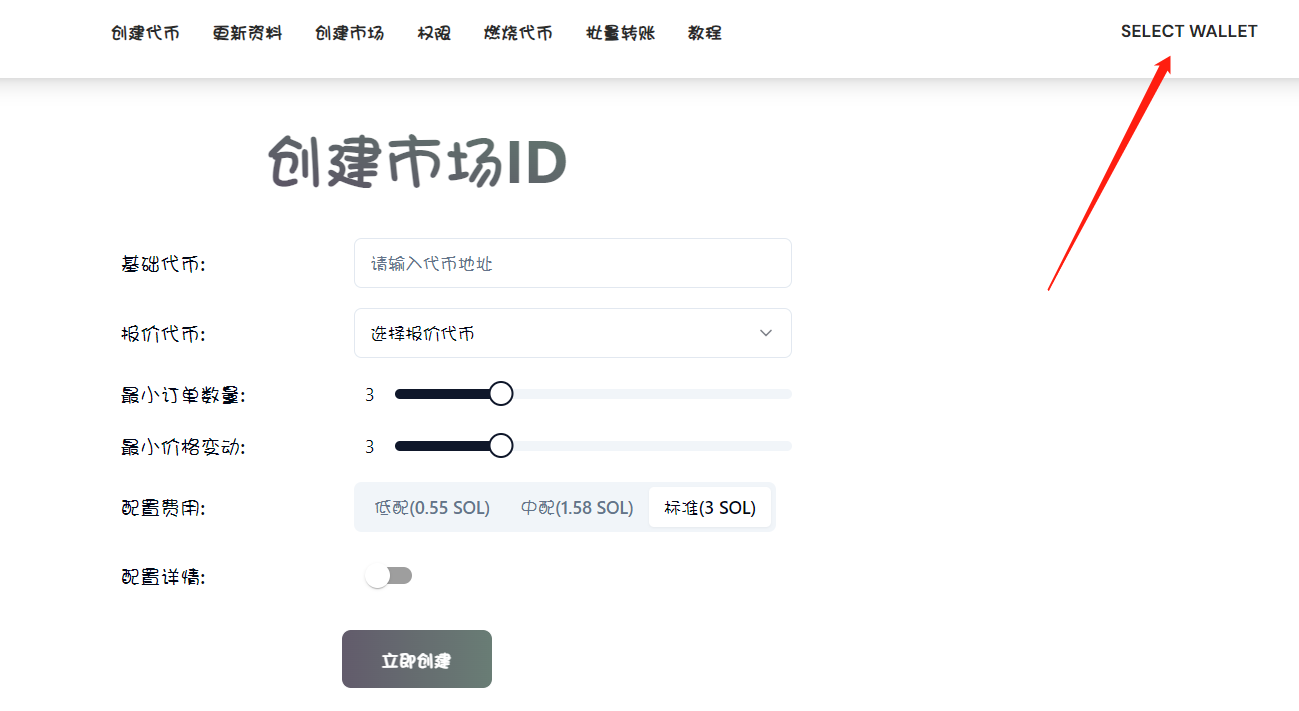 创建代币 更新资料 创建市场 权限 燃烧代币 批量转账 教程 SELECT WALLET
创建市场ID
基础代币: 请输入代币地址
报价代币: 选择报价代币
最小订单数量: 3
最小价格变动: 3
配置费用: 低配(0.55 SOL) 中配(1.58 SOL) 标准(3 SOL)
配置详情:
立即创建